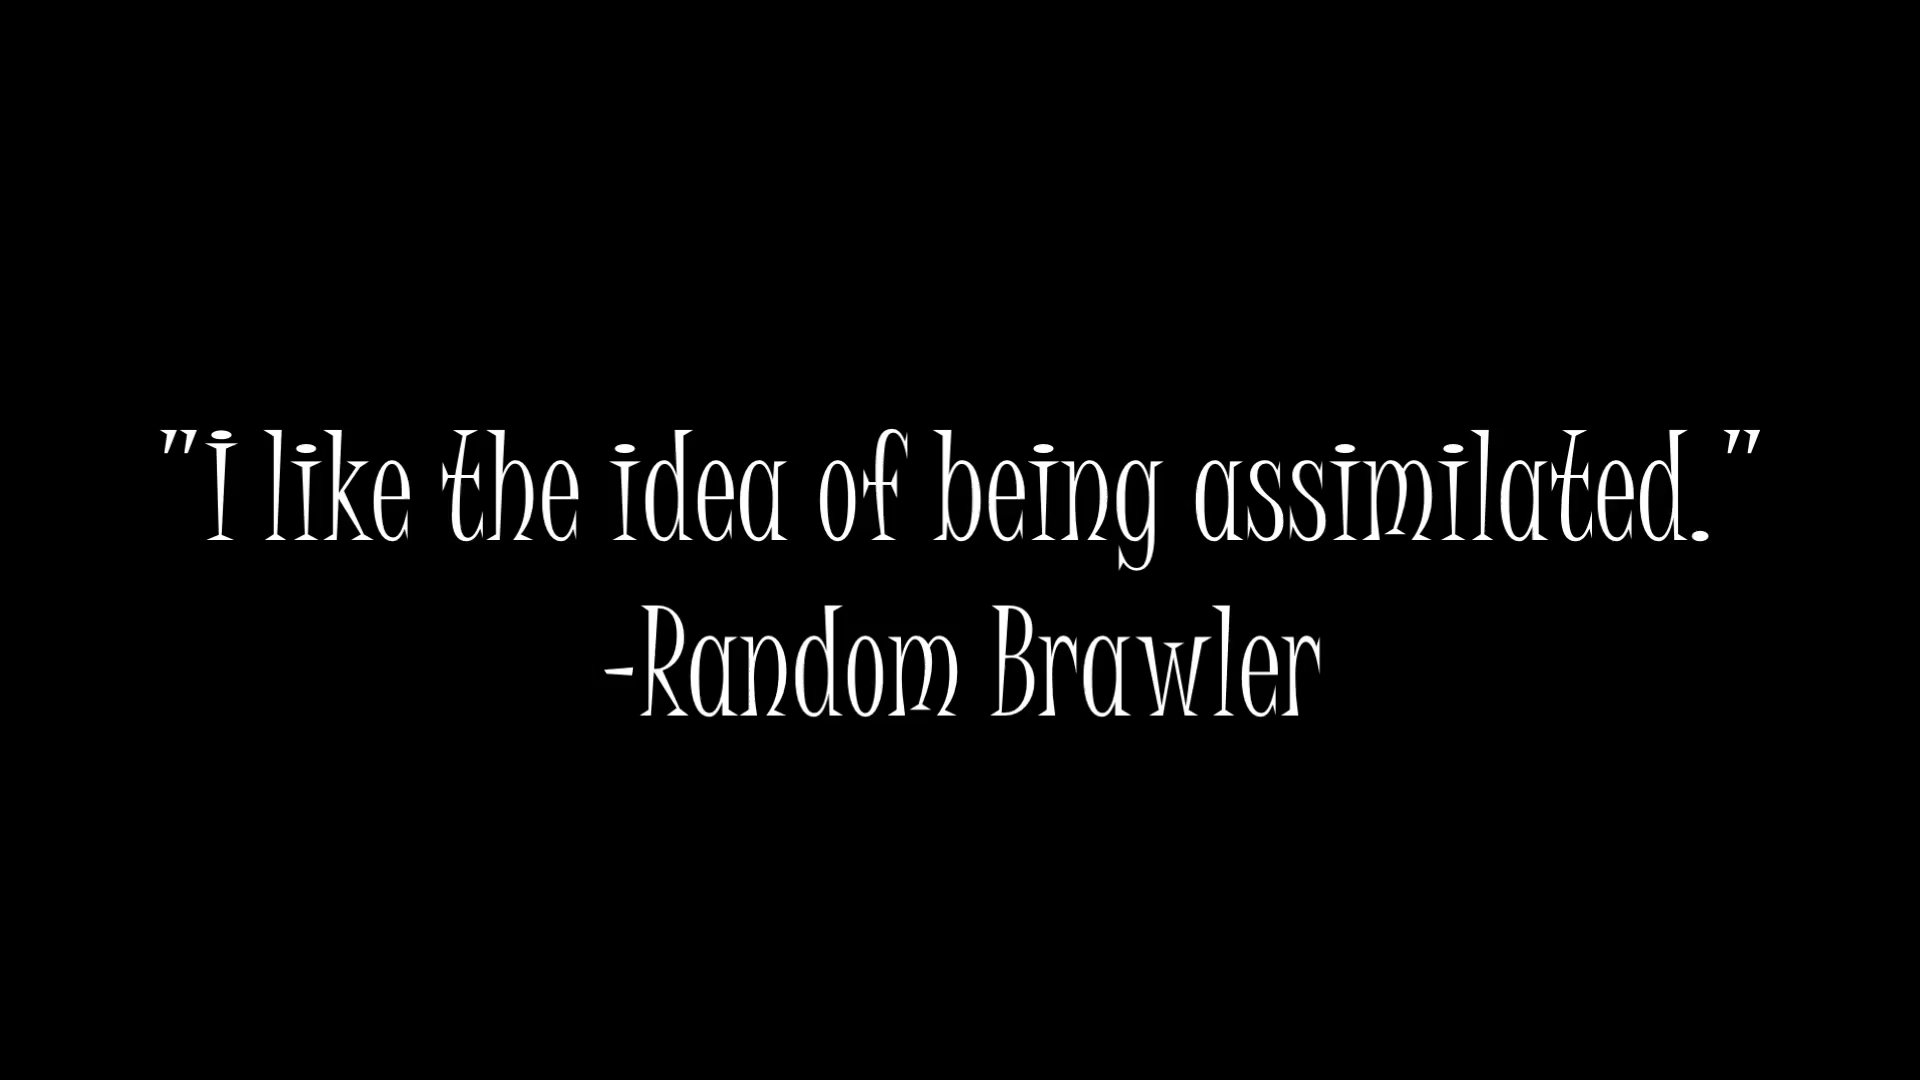 "I like the idea of being assimilated."
-Random Brawler